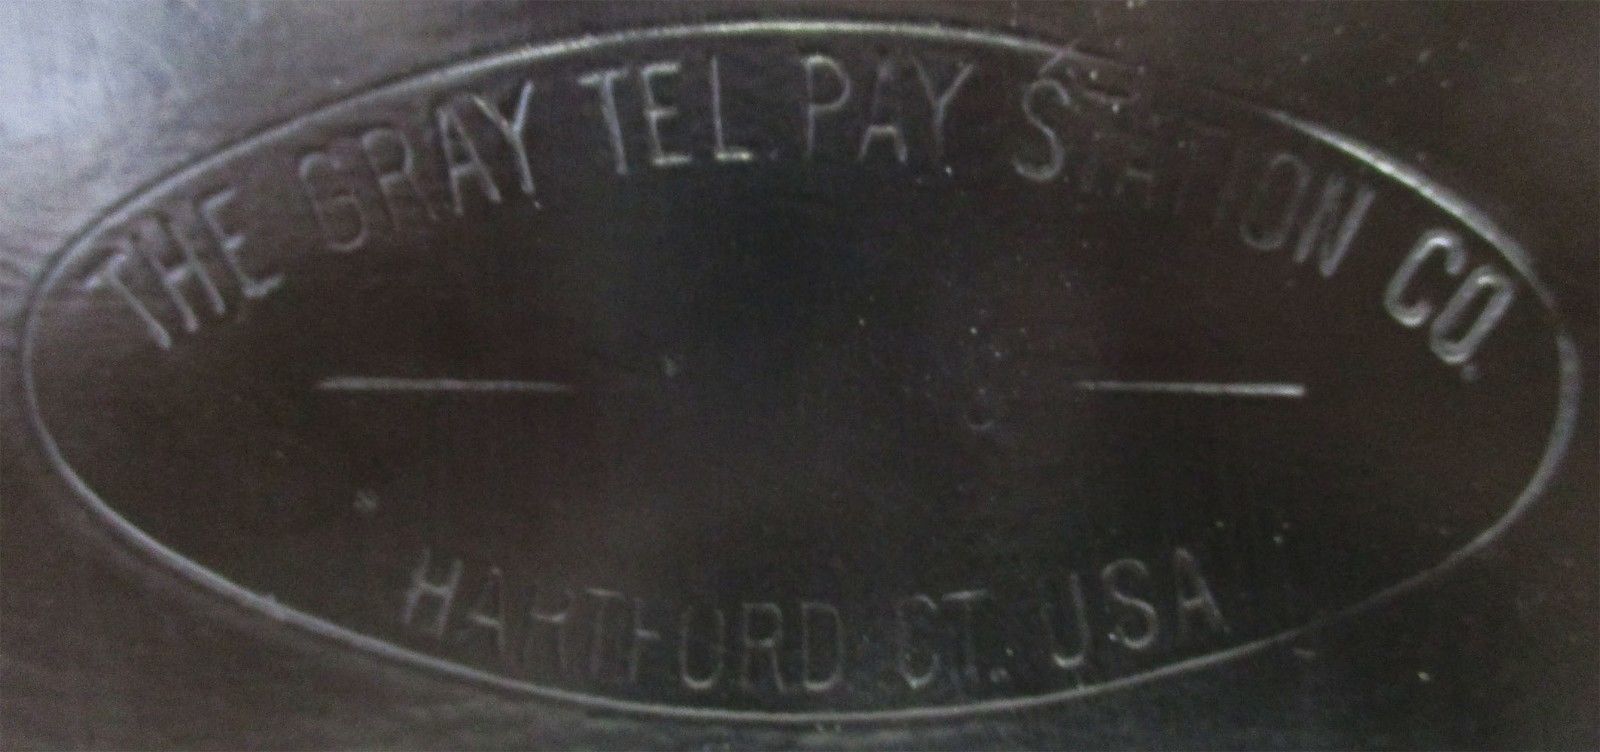 THE GRAY TEL. PAY STATION CO.
HARTFORD CT. USA